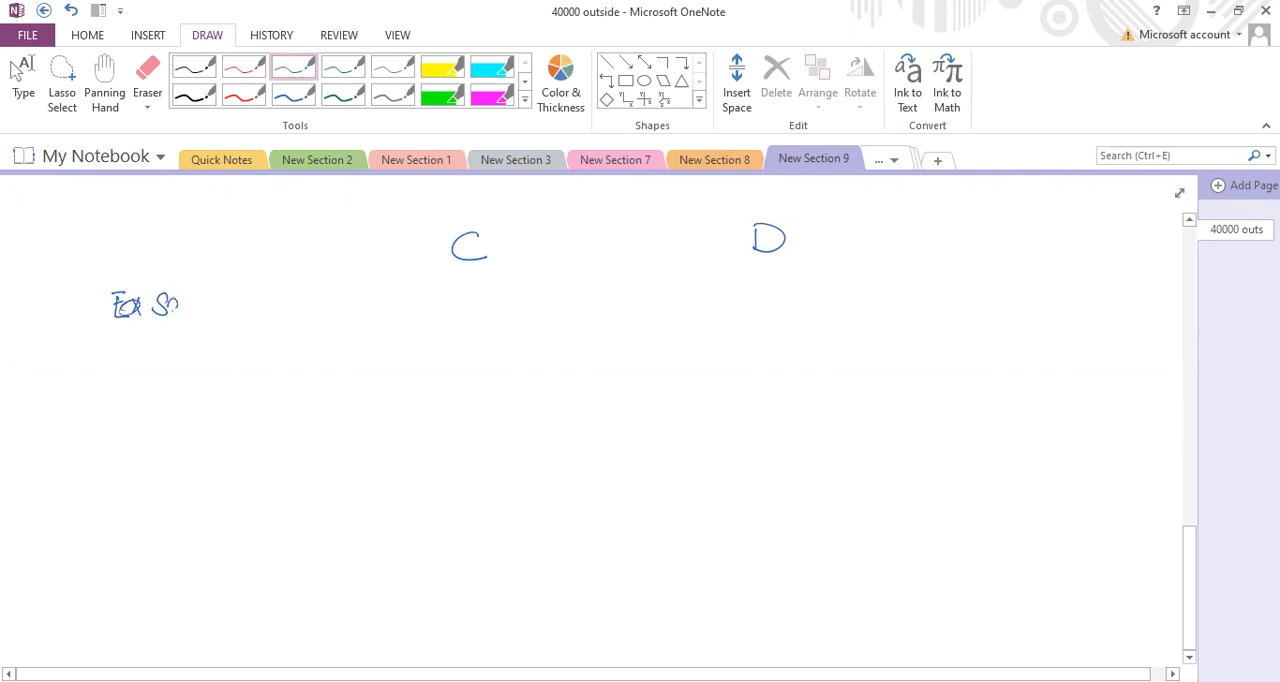 40000 outside - Microsoft OneNote
?
FILE HOME INSERT DRAW HISTORY REVIEW VIEW
Microsoft account
Type
Lasso Select
Panning Hand
Eraser
Color & Thickness
Insert Space
Delete
Arrange
Rotate
Ink to Text
Ink to Math
Tools
Shapes
Edit
Convert
My Notebook
Quick Notes
New Section 2
New Section 1
New Section 3
New Section 7
New Section 8
New Section 9
...
Search (Ctrl+E)
Add Page
40000 outs
C D